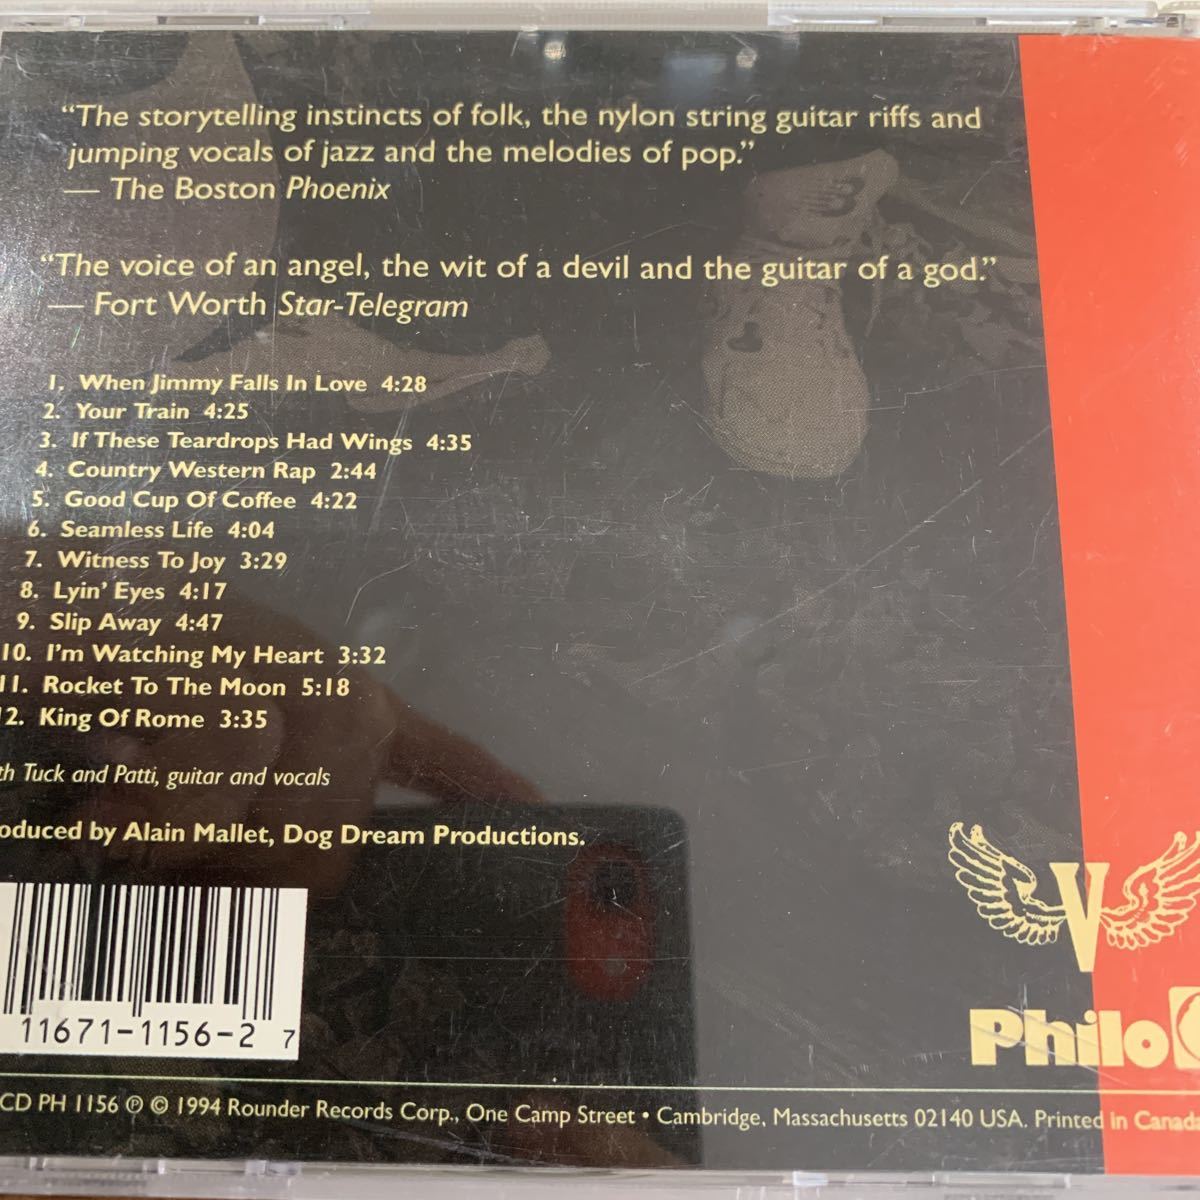 “The storytelling instincts of folk, the nylon string guitar riffs and
jumping vocals of jazz and the melodies of pop.”
— The Boston Phoenix
“The voice of an angel, the wit of a devil and the guitar of a god.”
— Fort Worth Star-Telegram
1. When Jimmy Falls In Love 4:28
2. Your Train 4:25
3. If These Teardrops Had Wings 4:35
4. Country Western Rap 2:44
5. Good Cup Of Coffee 4:22
6. Seamless Life 4:04
7. Witness To Joy 3:29
8. Lyin' Eyes 4:17
9. Slip Away 4:47
10. I'm Watching My Heart 3:32
11. Rocket To The Moon 5:18
12. King Of Rome 3:35
th Tuck and Patti, guitar and vocals
oduced by Alain Mallet, Dog Dream Productions.
11671-1156-2 7
V
Philo
CD PH 1156 ℗ © 1994 Rounder Records Corp., One Camp Street • Cambridge, Massachusetts 02140 USA. Printed in Canada